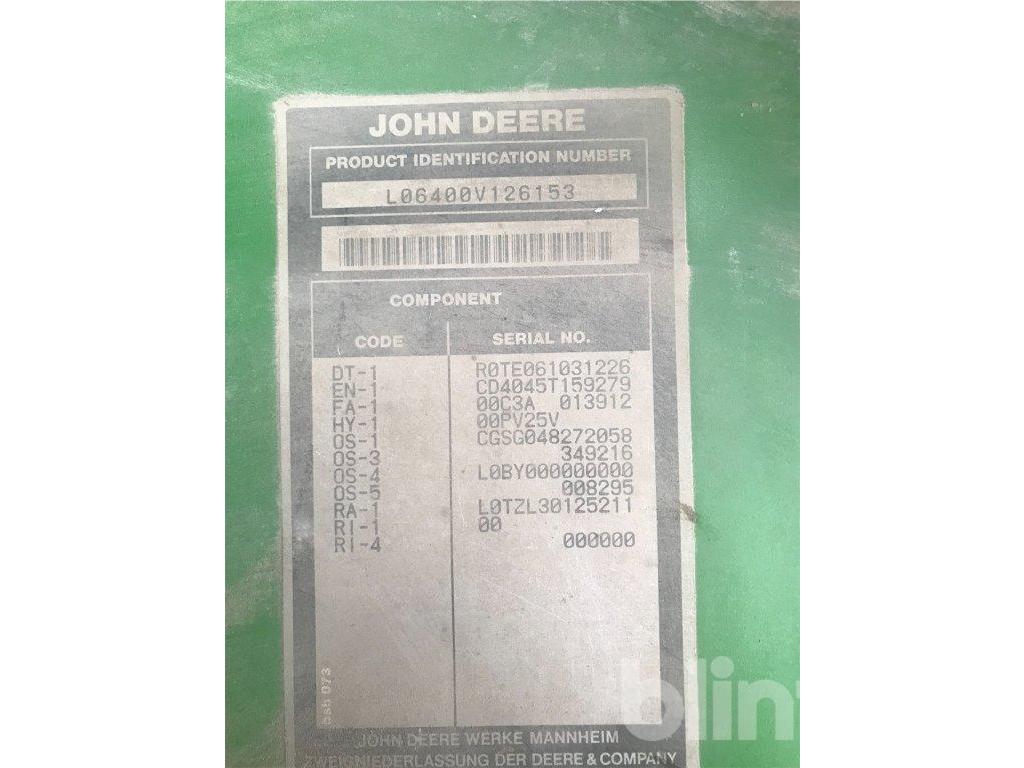 JOHN DEERE
PRODUCT IDENTIFICATION NUMBER
L06400V126153
COMPONENT
CODE SERIAL NO.
DT-1 R0TE061031226
EN-1 CD4045T159279
FA-1 00C3A 013912
HY-1 00PV25V
OS-1 CGSG048272058
OS-3 349216
OS-4 L0BY000000000
OS-5 008295
RA-1 L0TZL30125211
RI-1 00
RI-4 000000
JOHN DEERE WERKE MANNHEIM
ZWEIGNIEDERLASSUNG DER DEERE & COMPANY